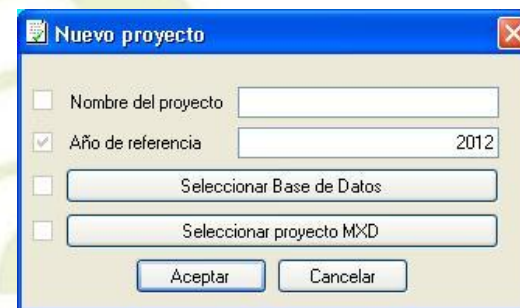 Nuevo proyecto
Nombre del proyecto
Año de referencia 2012
Seleccionar Base de Datos
Seleccionar proyecto MXD
Aceptar Cancelar